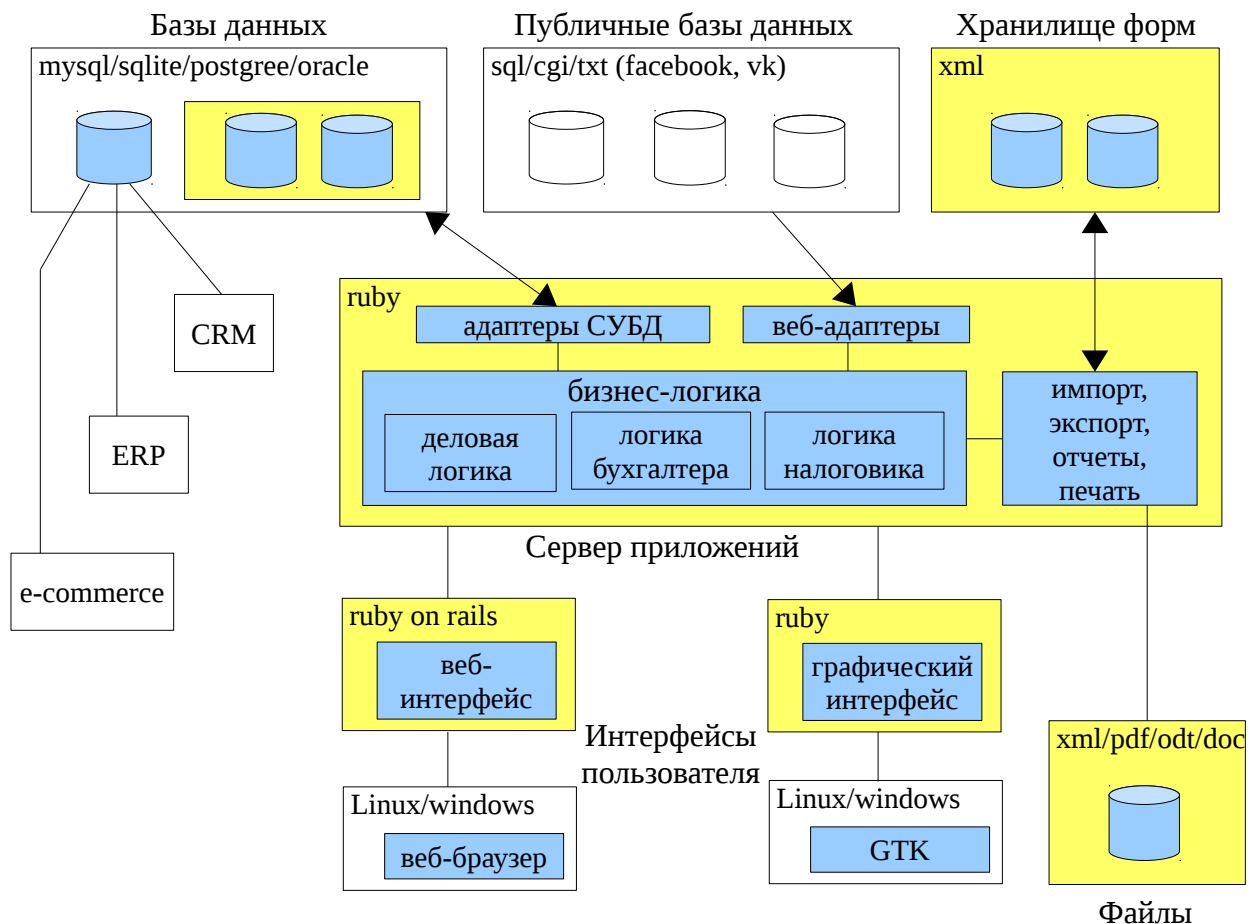 Базы данных
Публичные базы данных
Хранилище форм
mysql/sqlite/postgree/oracle
sql/cgi/txt (facebook, vk)
xml
ruby
адаптеры СУБД
веб-адаптеры
CRM
бизнес-логика
деловая
логика
логика
бухгалтера
логика
налоговика
импорт,
экспорт,
отчеты,
печать
ERP
Сервер приложений
e-commerce
ruby on rails
веб-
интерфейс
ruby
графический
интерфейс
Интерфейсы
пользователя
xml/pdf/odt/doc
Linux/windows
веб-браузер
Linux/windows
GTK
Файлы